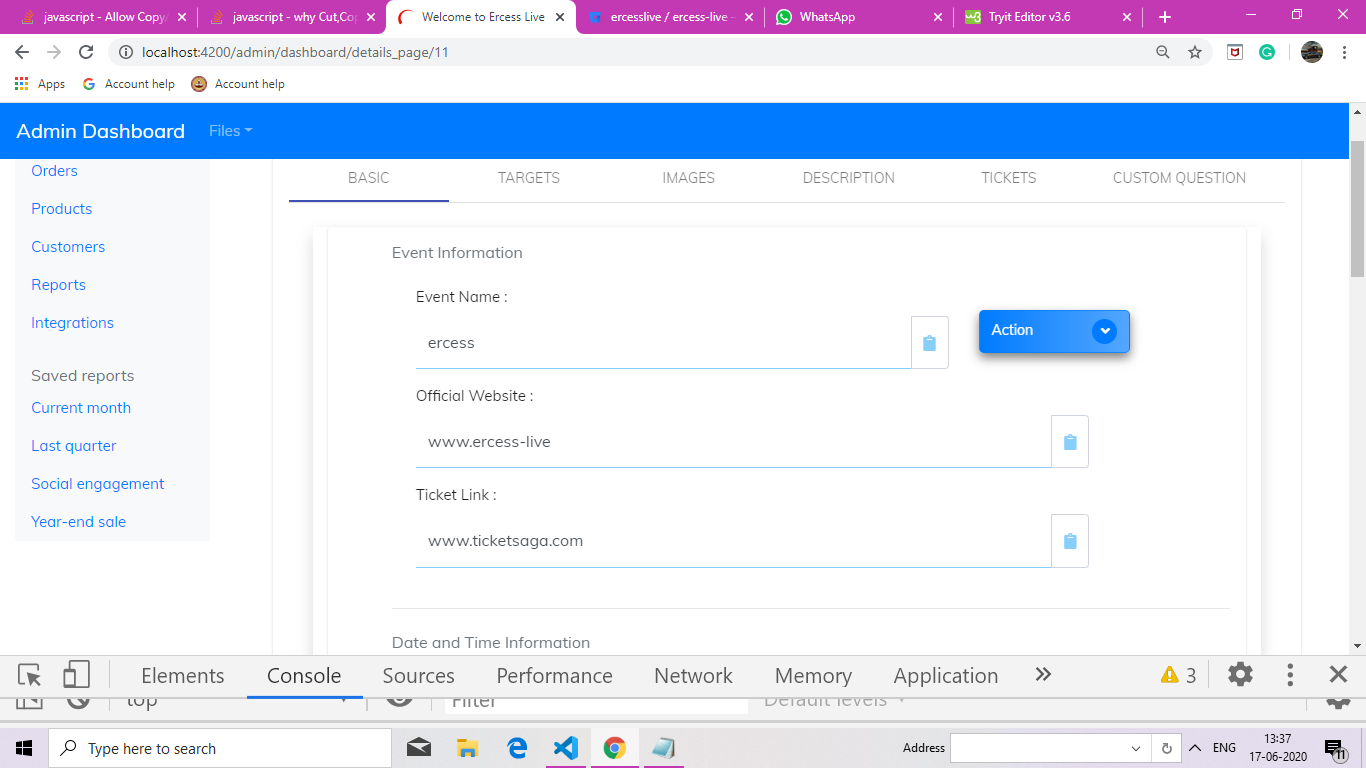 javascript - Allow Copy
javascript - why Cut,Co
Welcome to Ercess Live
ercesslive / ercess-live -
WhatsApp
Tryit Editor v3.6
localhost:4200/admin/dashboard/details_page/11
Apps Account help Account help
Admin Dashboard Files
Orders
Products
Customers
Reports
Integrations
Saved reports
Current month
Last quarter
Social engagement
Year-end sale
BASIC TARGETS IMAGES DESCRIPTION TICKETS CUSTOM QUESTION
Event Information
Event Name :
ercess
Action
Official Website :
www.ercess-live
Ticket Link :
www.ticketsaga.com
Date and Time Information
Elements Console Sources Performance Network Memory Application 3
top Filter Default levels
Type here to search
Address
ENG
13:37
17-06-2020
11